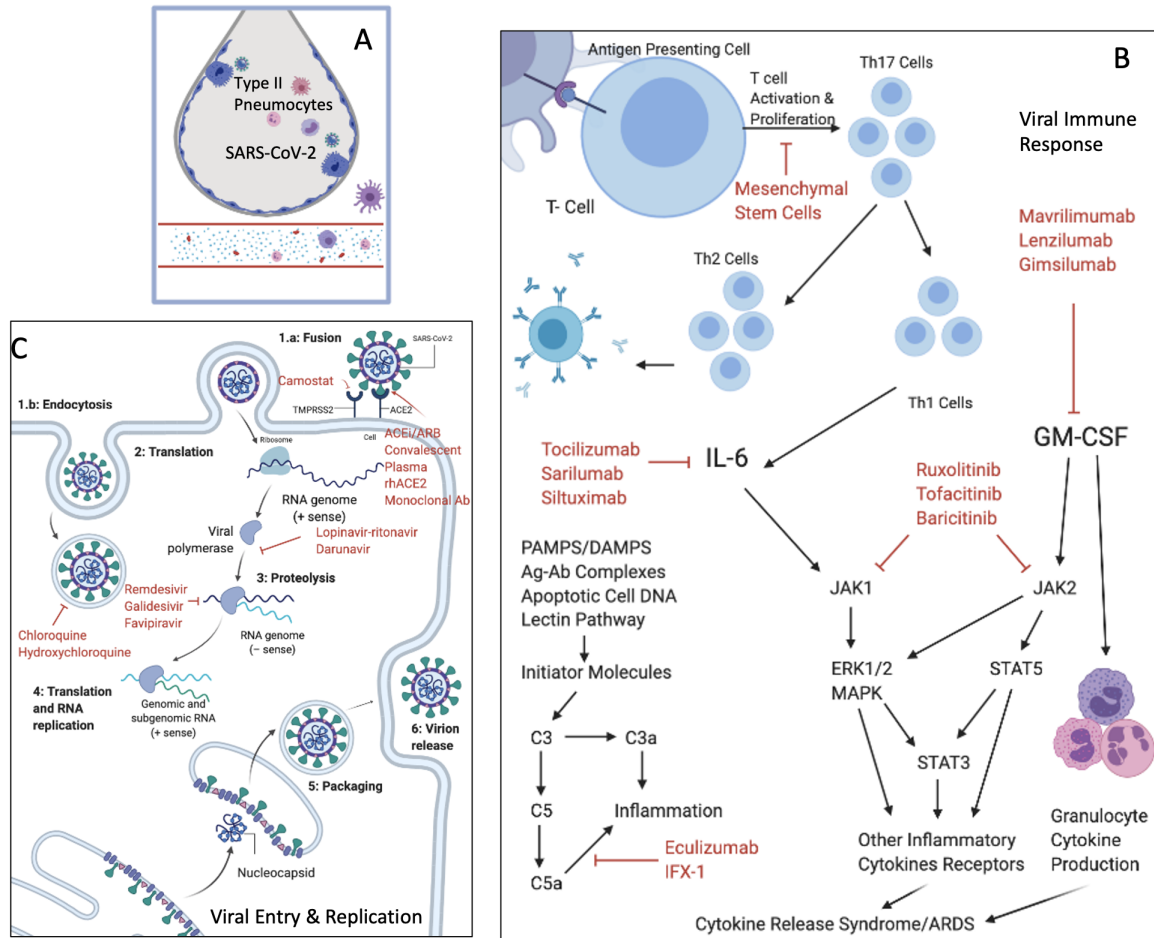 A
Type II
Pneumocytes
SARS-CoV-2
B
Antigen Presenting Cell
T cell
Activation &
Proliferation
Th17 Cells
Viral Immune
Response
Mesenchymal
Stem Cells
T- Cell
Mavrilimumab
Lenzilumab
Gimsilumab
Th2 Cells
Th1 Cells
GM-CSF
Tocilizumab
Sarilumab
Siltuximab
IL-6
Ruxolitinib
Tofacitinib
Baricitinib
PAMPS/DAMPS
Ag-Ab Complexes
Apoptotic Cell DNA
Lectin Pathway
JAK1
JAK2
Initiator Molecules
ERK1/2
MAPK
STAT5
C3
C3a
STAT3
C5
Inflammation
Other Inflammatory
Cytokines Receptors
Granulocyte
Cytokine
Production
Eculizumab
IFX-1
C5a
Cytokine Release Syndrome/ARDS
C
1.a: Fusion
SARS-CoV-2
Camostat
1.b: Endocytosis
TMPRSS2
ACE2
2: Translation
Ribosome
Cell
ACEi/ARB
Convalescent
Plasma
rhACE2
Monoclonal Ab
RNA genome
(+ sense)
Viral
polymerase
Lopinavir-ritonavir
Darunavir
3: Proteolysis
Remdesivir
Galidesivir
Favipiravir
Chloroquine
Hydroxychloroquine
RNA genome
(− sense)
4: Translation
and RNA
replication
Genomic and
subgenomic RNA
(+ sense)
6: Virion
release
5: Packaging
Nucleocapsid
Viral Entry & Replication